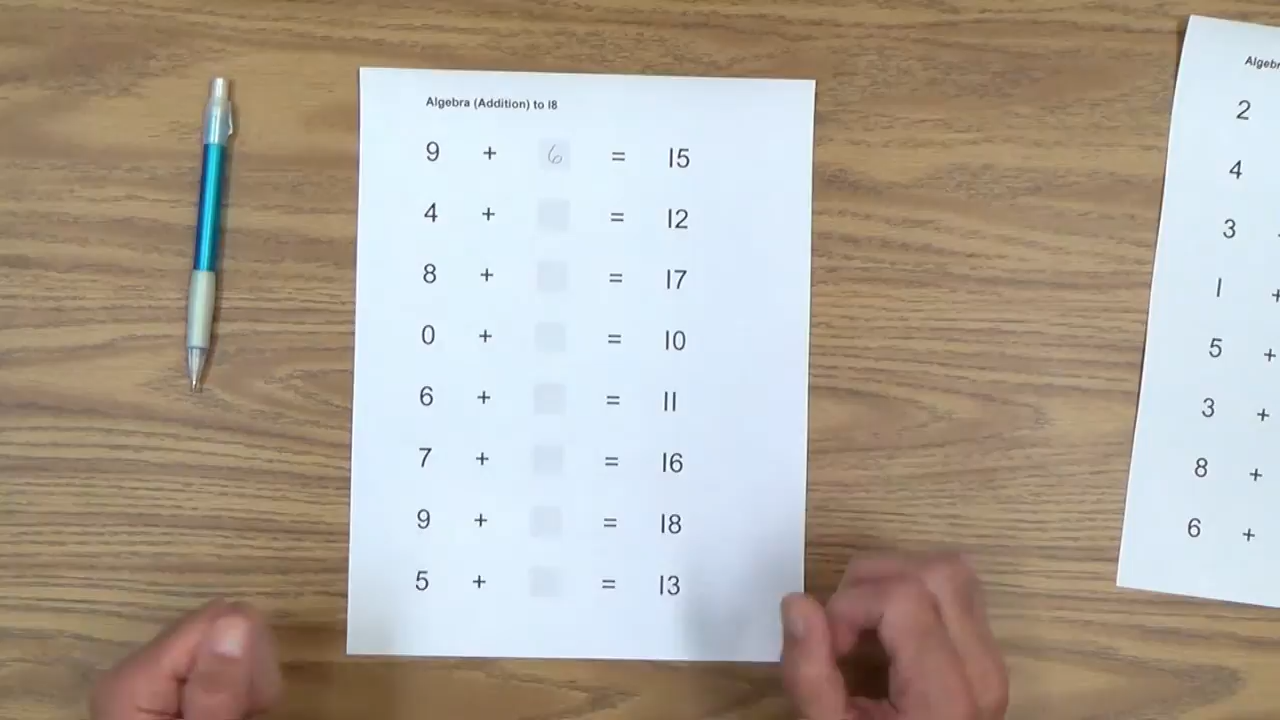 Algebra (Addition) to 18
9 + 6 = 15
4 + = 12
8 + = 17
0 + = 10
6 + = 11
7 + = 16
9 + = 18
5 + = 13
2
4
3
1 +
5 +
3 +
8 +
6 +